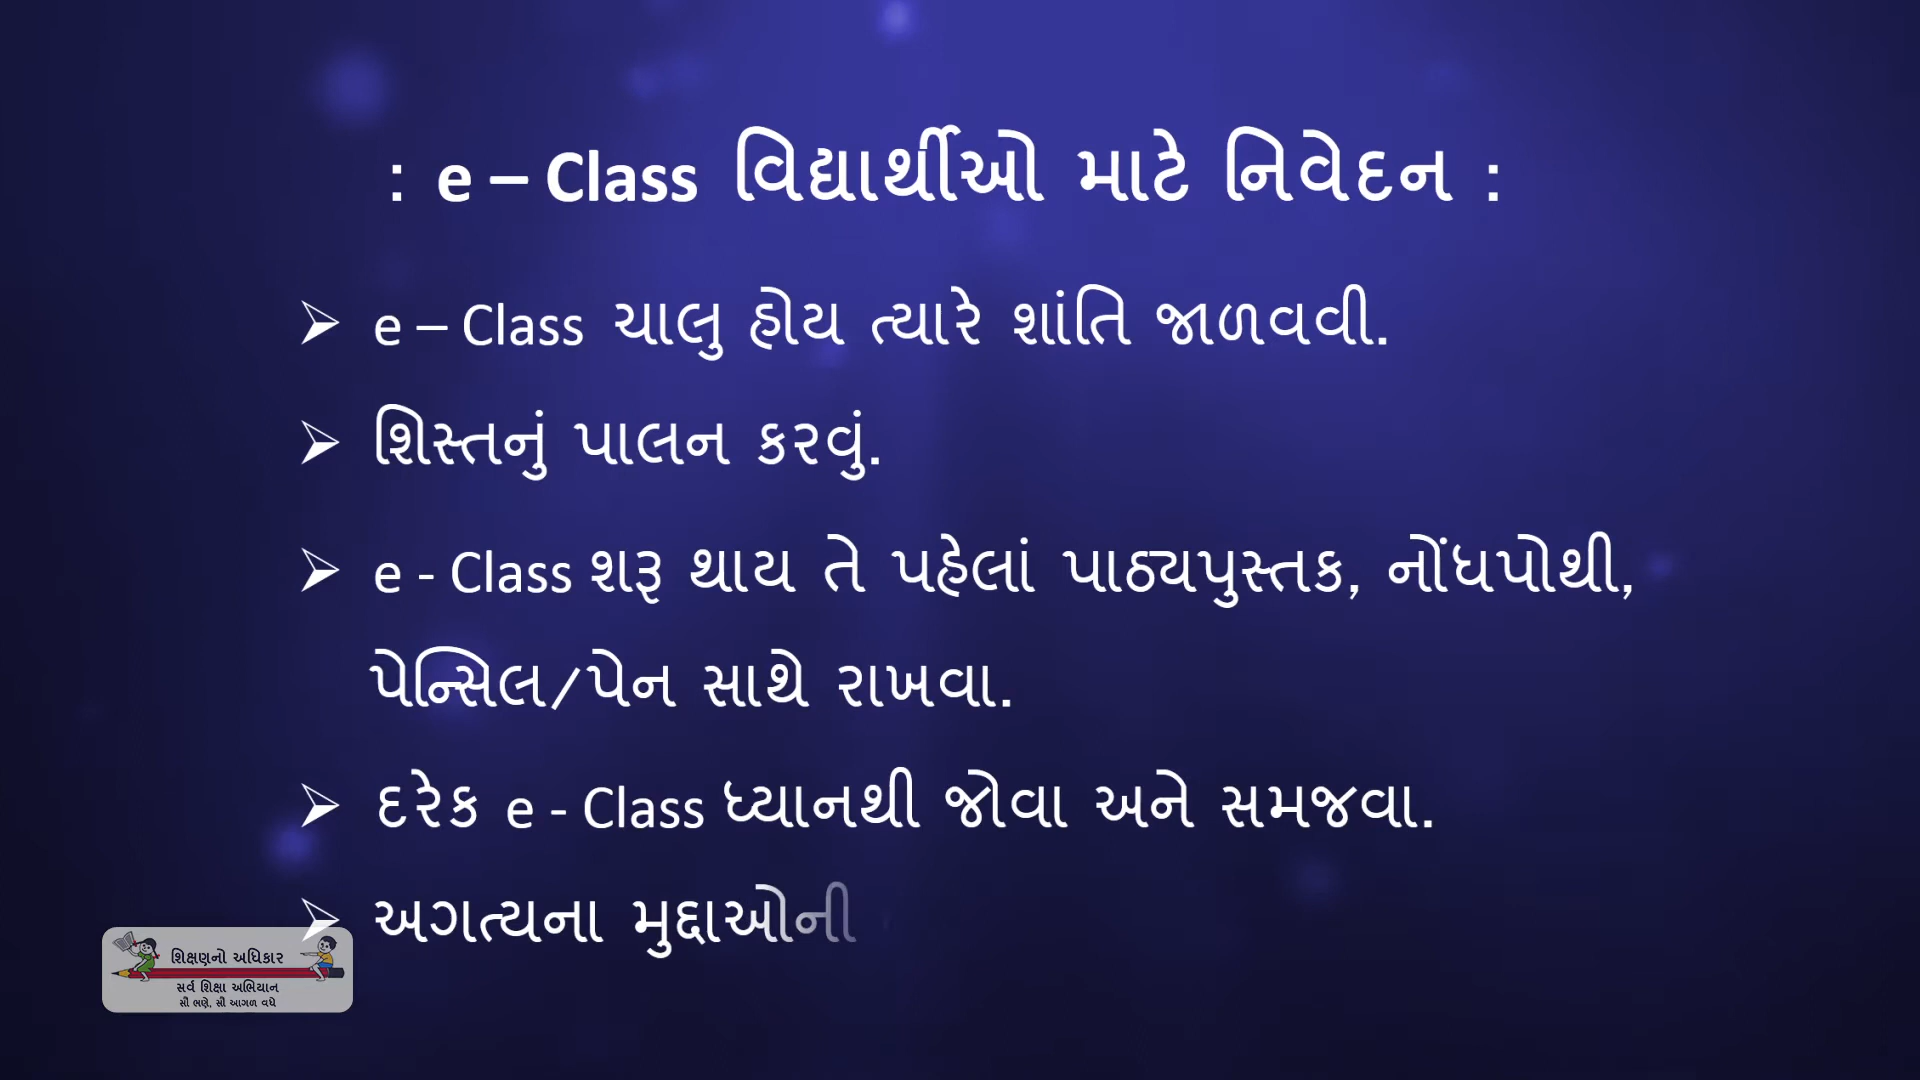 : e – Class વિદ્યાર્થીઓ માટે નિવેદન :
➢ e – Class ચાલુ હોય ત્યારે શાંતિ જાળવવી.
➢ શિસ્તનું પાલન કરવું.
➢ e - Class શરૂ થાય તે પહેલાં પાઠ્યપુસ્તક, નોંધપોથી,
પેન્સિલ/પેન સાથે રાખવા.
➢ દરેક e - Class ધ્યાનથી જોવા અને સમજવા.
➢ અગત્યના મુદ્દાઓની
શિક્ષણનો અધિકાર
સર્વ શિક્ષા અભિયાન
સૌ ભણે, સૌ આગળ વધે